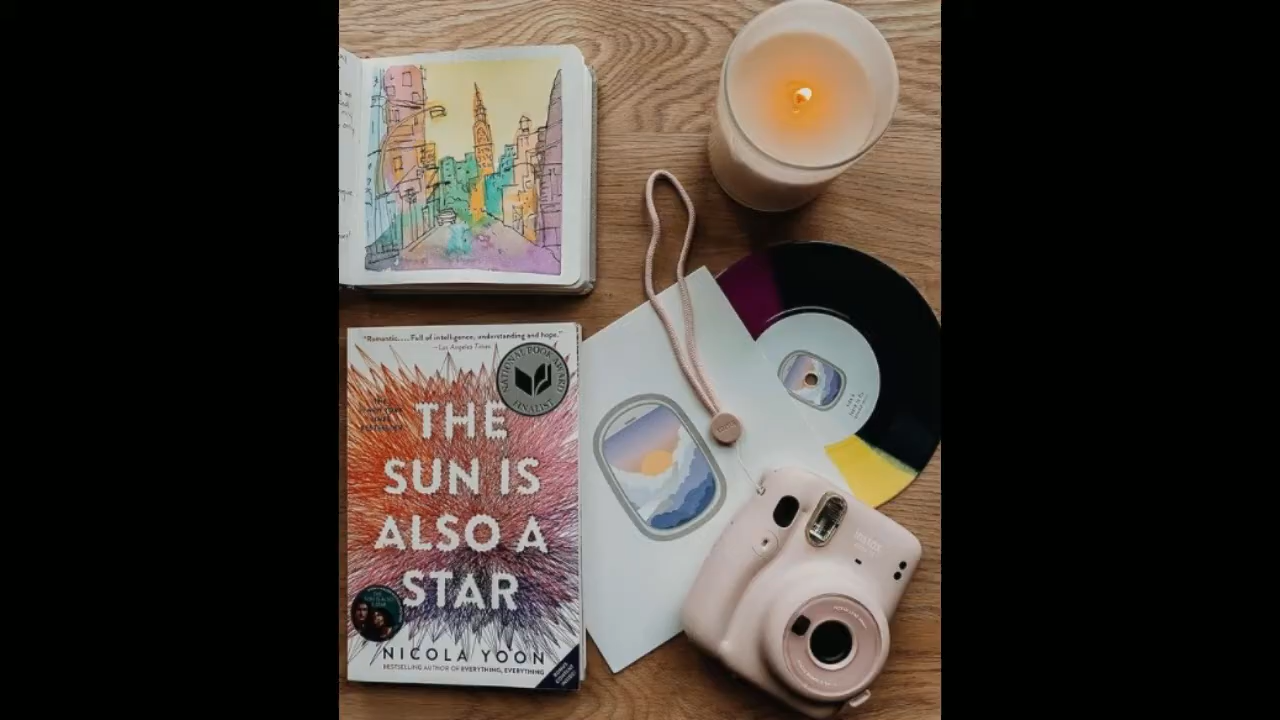 "Romantic.... Full of intelligence, understanding and hope."
—Los Angeles Times
NATIONAL BOOK AWARD
FINALIST
THE
SUN IS
ALSO A
STAR
NICOLA YOON
BESTSELLING AUTHOR OF EVERYTHING, EVERYTHING
instax